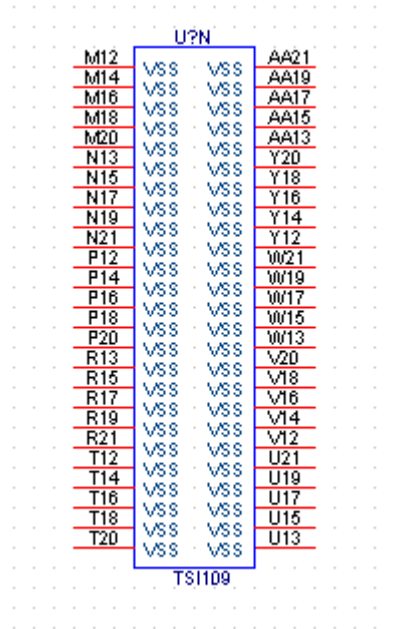 U?N
M12 VSS VSS AA21
M14 VSS VSS AA19
M16 VSS VSS AA17
M18 VSS VSS AA15
M20 VSS VSS AA13
N13 VSS VSS Y20
N15 VSS VSS Y18
N17 VSS VSS Y16
N19 VSS VSS Y14
N21 VSS VSS Y12
P12 VSS VSS W21
P14 VSS VSS W19
P16 VSS VSS W17
P18 VSS VSS W15
P20 VSS VSS W13
R13 VSS VSS V20
R15 VSS VSS V18
R17 VSS VSS V16
R19 VSS VSS V14
R21 VSS VSS V12
T12 VSS VSS U21
T14 VSS VSS U19
T16 VSS VSS U17
T18 VSS VSS U15
T20 VSS VSS U13
TSI109